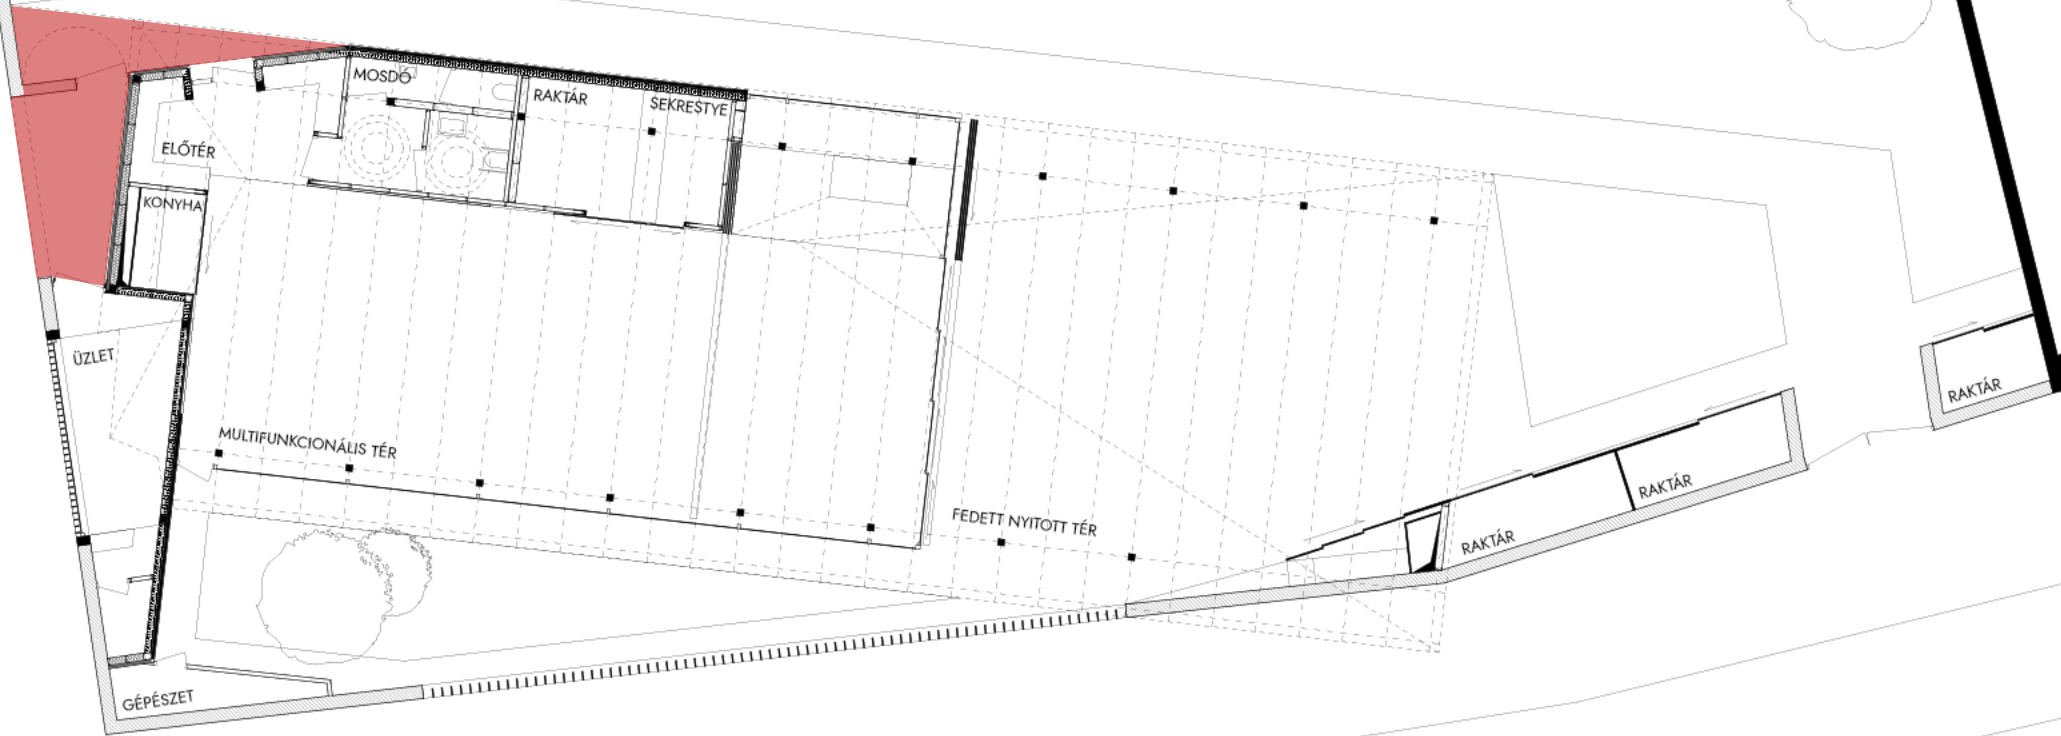 MOSDÓ
RAKTÁR
SEKRESTYE
ELŐTÉR
KONYHA
ÜZLET
MULTIFUNKCIONÁLIS TÉR
FEDETT NYITOTT TÉR
RAKTÁR
RAKTÁR
RAKTÁR
GÉPÉSZET